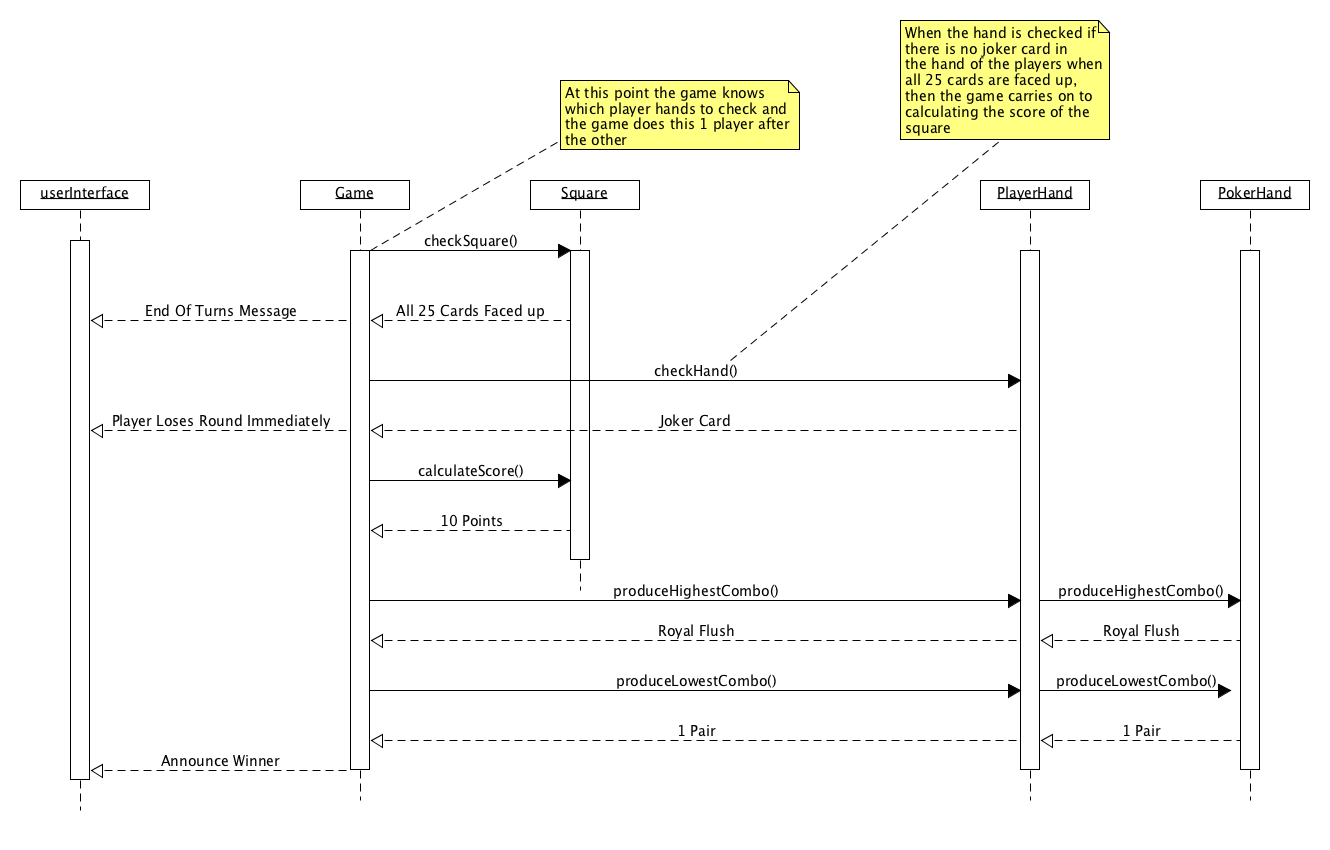 When the hand is checked if
there is no joker card in
the hand of the players when
all 25 cards are faced up,
then the game carries on to
calculating the score of the
square
At this point the game knows
which player hands to check and
the game does this 1 player after
the other
userInterface
Game
Square
PlayerHand
PokerHand
checkSquare()
End Of Turns Message
All 25 Cards Faced up
checkHand()
Player Loses Round Immediately
Joker Card
calculateScore()
10 Points
produceHighestCombo()
produceHighestCombo()
Royal Flush
Royal Flush
produceLowestCombo()
produceLowestCombo()
1 Pair
1 Pair
Announce Winner